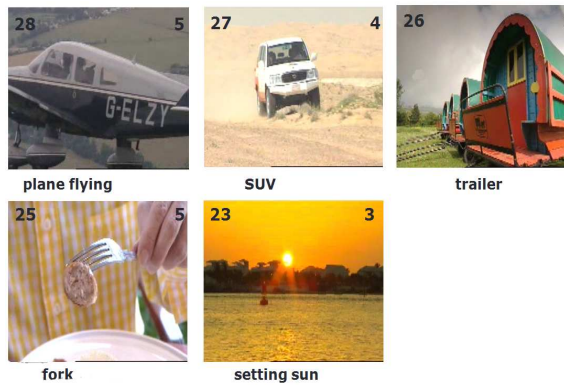 28 5
27 4
26
G-ELZY
plane flying
SUV
trailer
25 5
23 3
fork
setting sun